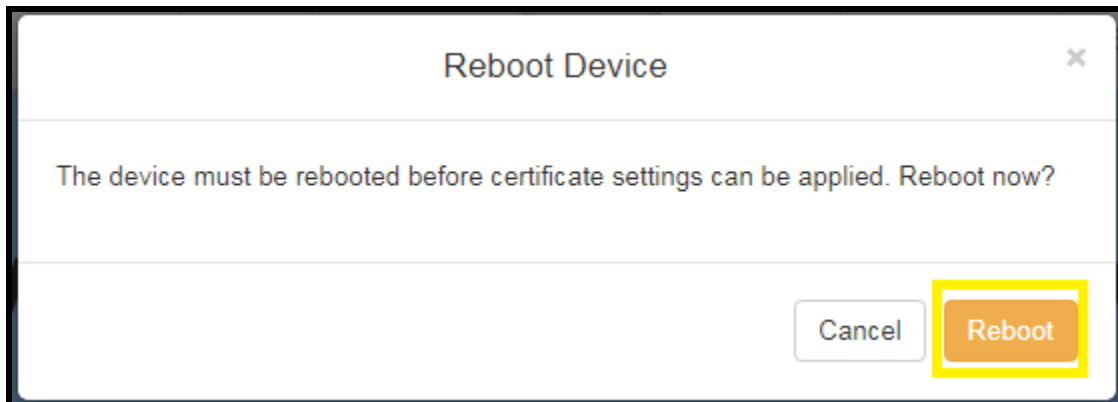 Reboot Device
×
The device must be rebooted before certificate settings can be applied. Reboot now?
Cancel
Reboot